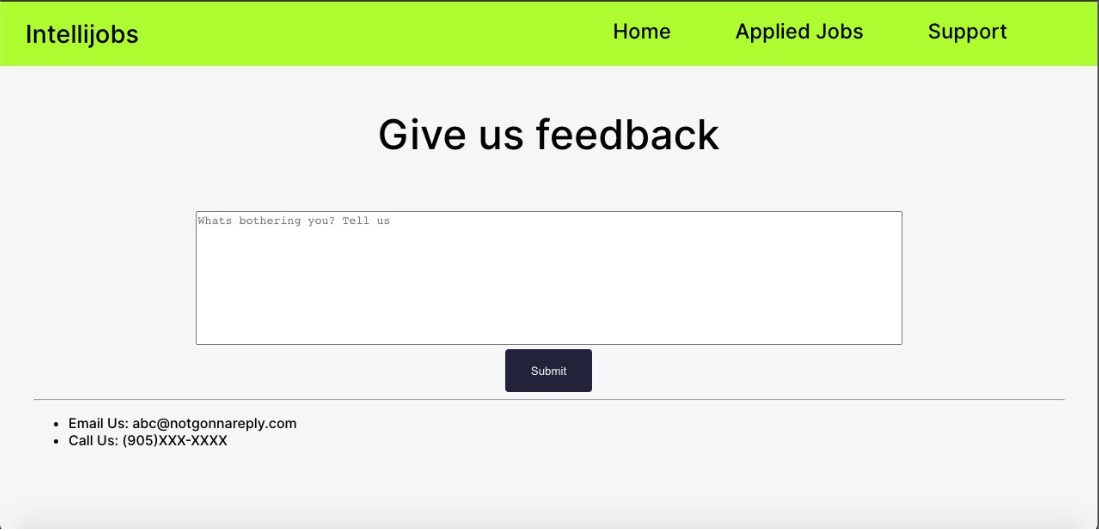 Intellijobs Home Applied Jobs Support
Give us feedback
Whats bothering you? Tell us
Submit
Email Us: abc@notgonnareply.com
Call Us: (905)XXX-XXXX